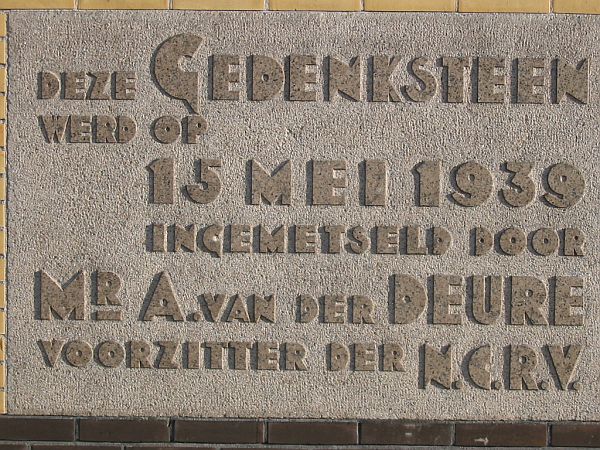 DEZE GEDENKSTEEN
WERD OP
15 MEI 1939
INGEMETSELD DOOR
MR A. VAN DER DEURE
VOORZITTER DER N.C.R.V.